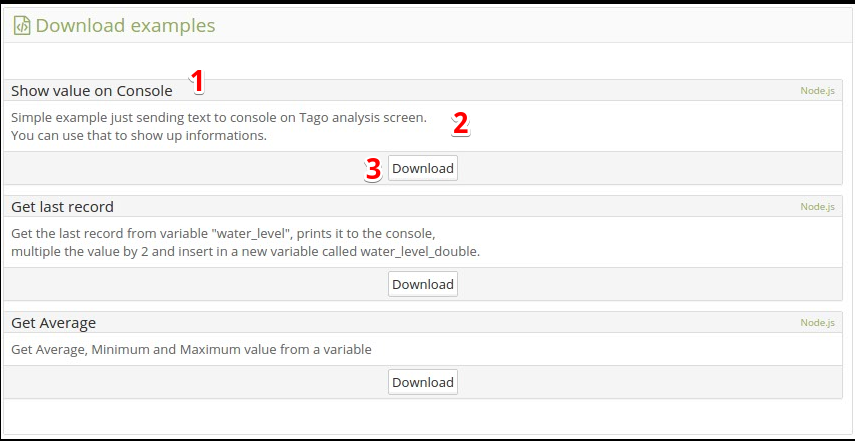 Download examples
Show value on Console 1 Node.js
Simple example just sending text to console on Tago analysis screen. 2
You can use that to show up informations.
3 Download
Get last record Node.js
Get the last record from variable "water_level", prints it to the console,
multiple the value by 2 and insert in a new variable called water_level_double.
Download
Get Average Node.js
Get Average, Minimum and Maximum value from a variable
Download